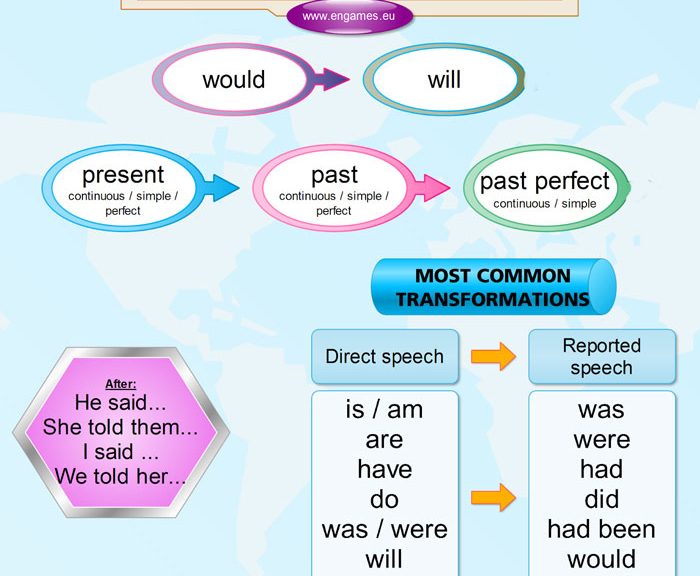 www.engames.eu
would
will
present
continuous / simple /
perfect
past
continuous / simple /
perfect
past perfect
continuous / simple
MOST COMMON
TRANSFORMATIONS
Direct speech
Reported
speech
After:
He said...
She told them...
I said ...
We told her...
is / am
are
have
do
was / were
will
was
were
had
did
had been
would